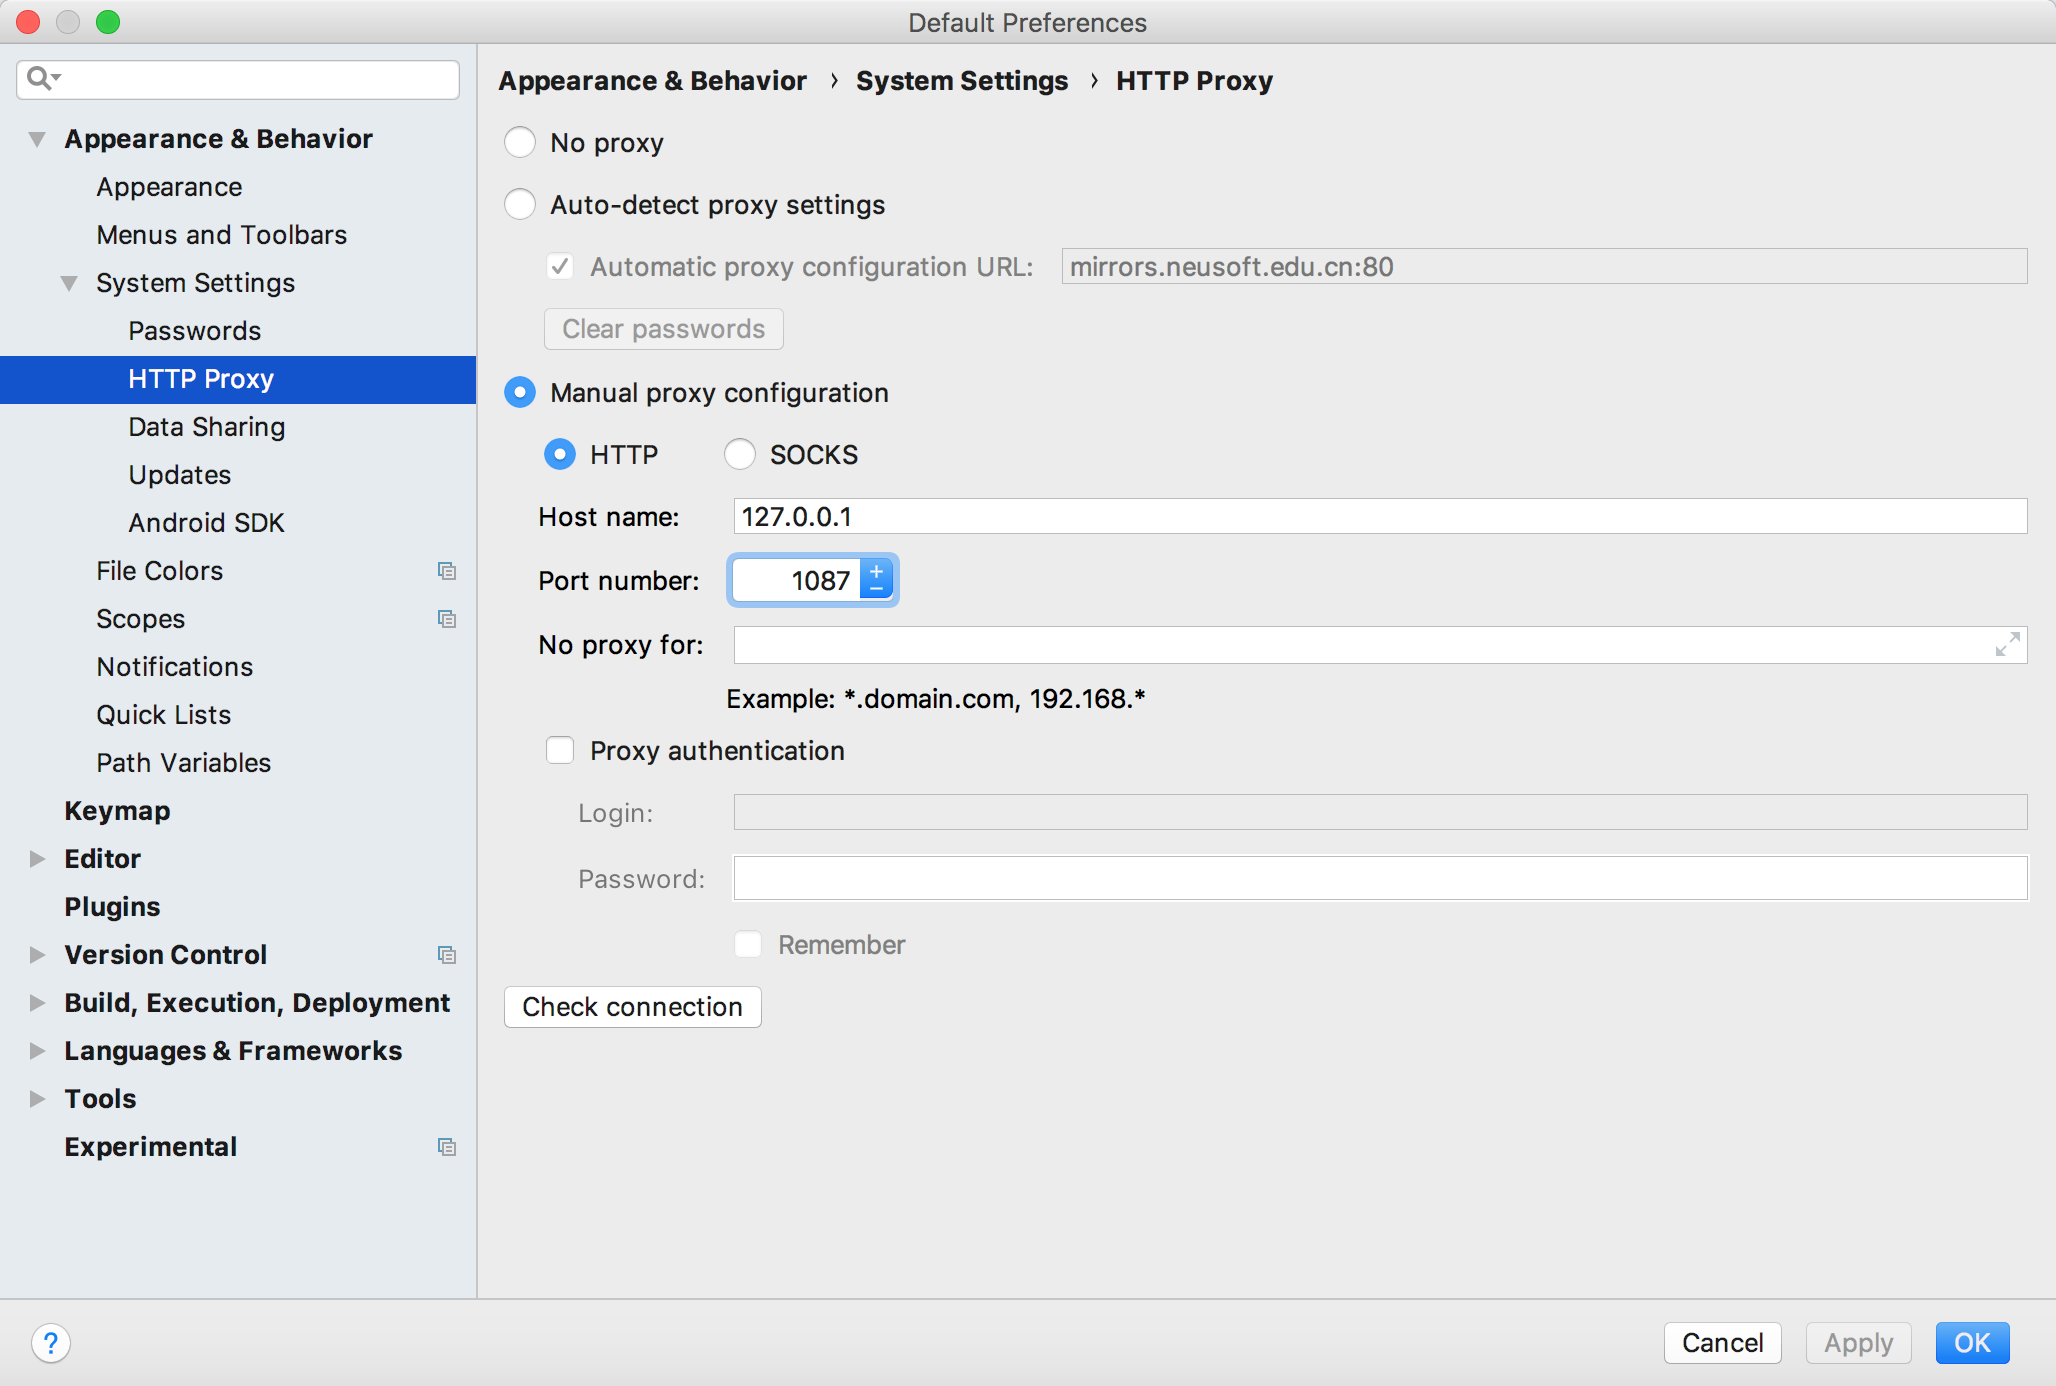 Default Preferences
Appearance & Behavior
Appearance
Menus and Toolbars
System Settings
Passwords
HTTP Proxy
Data Sharing
Updates
Android SDK
File Colors
Scopes
Notifications
Quick Lists
Path Variables
Keymap
Editor
Plugins
Version Control
Build, Execution, Deployment
Languages & Frameworks
Tools
Experimental
Appearance & Behavior › System Settings › HTTP Proxy
No proxy
Auto-detect proxy settings
Automatic proxy configuration URL: mirrors.neusoft.edu.cn:80
Clear passwords
Manual proxy configuration
HTTP SOCKS
Host name: 127.0.0.1
Port number: 1087
No proxy for:
Example: *.domain.com, 192.168.*
Proxy authentication
Login:
Password:
Remember
Check connection
? Cancel Apply OK